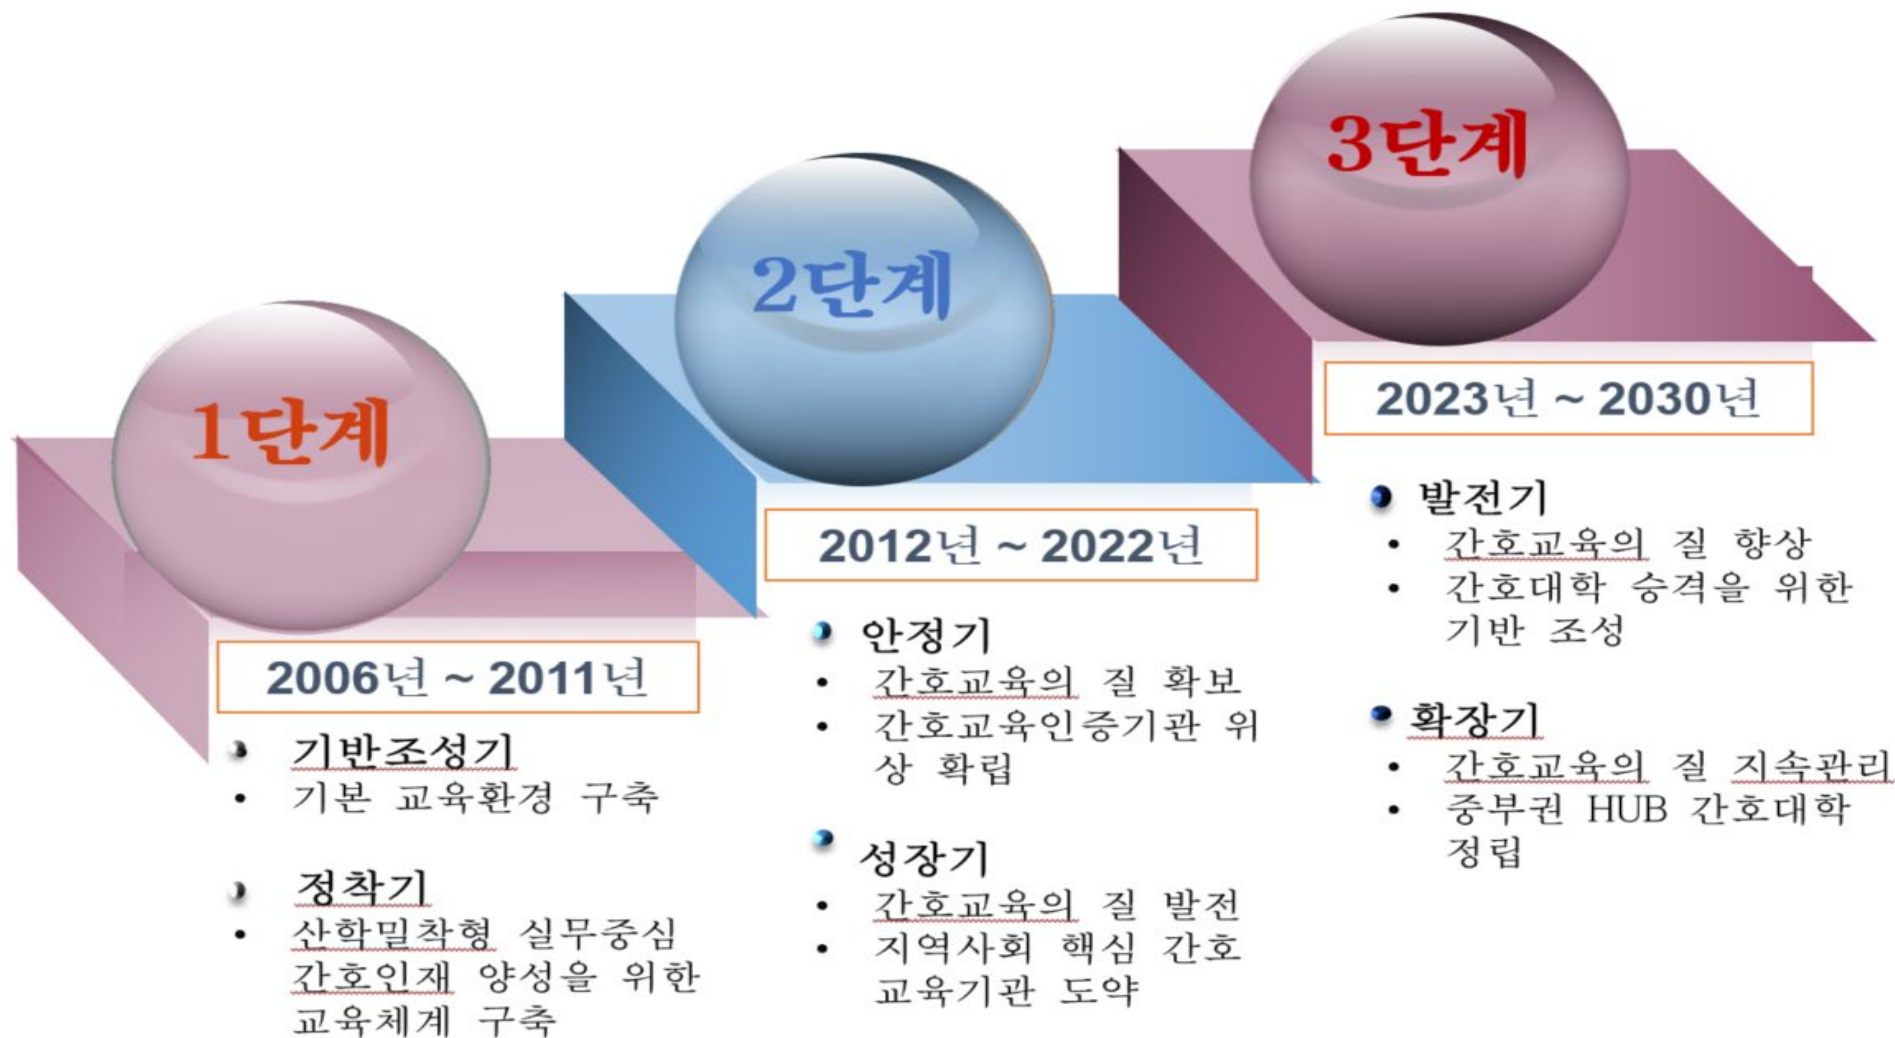 1단계
2006년 ~ 2011년
기반조성기
• 기본 교육환경 구축
정착기
• 산학밀착형 실무중심
간호인재 양성을 위한
교육체계 구축
2단계
2012년 ~ 2022년
안정기
• 간호교육의 질 확보
• 간호교육인증기관 위
상 확립
성장기
• 간호교육의 질 발전
• 지역사회 핵심 간호
교육기관 도약
3단계
2023년 ~ 2030년
발전기
• 간호교육의 질 향상
• 간호대학 승격을 위한
기반 조성
확장기
• 간호교육의 질 지속관리
• 중부권 HUB 간호대학
정립